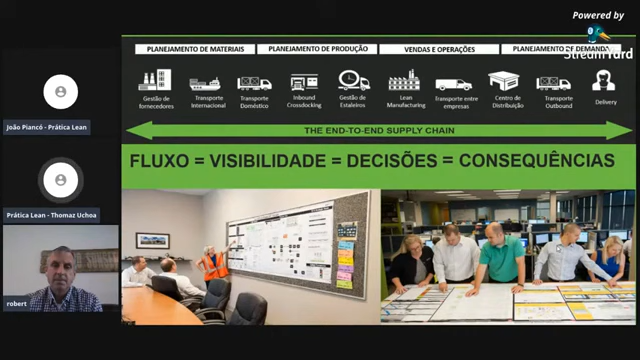 Powered by
StreamYard
PLANEJAMENTO DE MATERIAIS
PLANEJAMENTO DE PRODUÇÃO
VENDAS E OPERAÇÕES
PLANEJAMENTO DE DEMANDA
Gestão de
fornecedores
Transporte
Internacional
Transporte
Doméstico
Inbound
Crossdocking
Gestão de
Estaleiros
Lean
Manufacturing
Transporte entre
empresas
Centro de
Distribuição
Transporte
Outbound
Delivery
THE END-TO-END SUPPLY CHAIN
FLUXO = VISIBILIDADE = DECISÕES = CONSEQUÊNCIAS
João Piancó - Prática Lean
Prática Lean - Thomaz Uchoa
robert